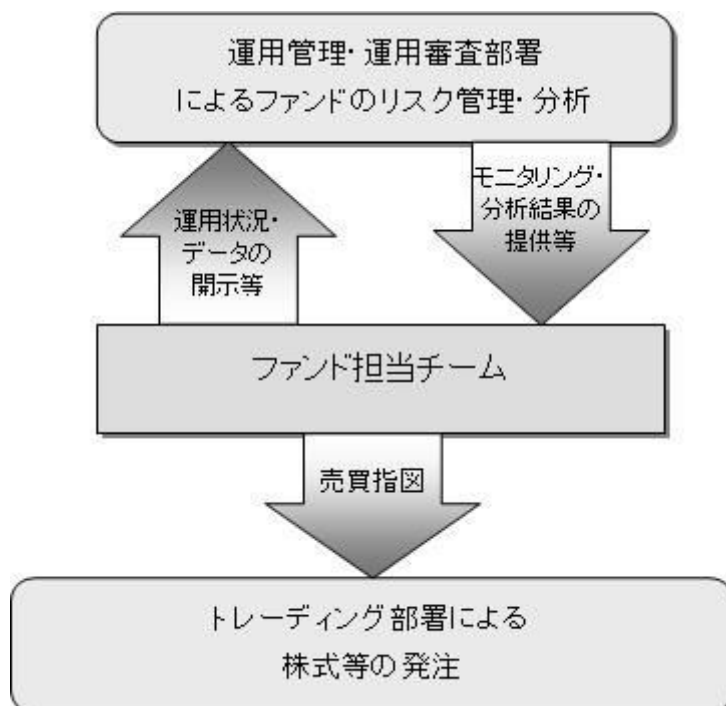 運用管理・運用審査部署
によるファンドのリスク管理・分析
運用状況・
データの
開示等
モニタリング・
分析結果の
提供等
ファンド担当チーム
売買指図
トレーディング部署による
株式等の発注